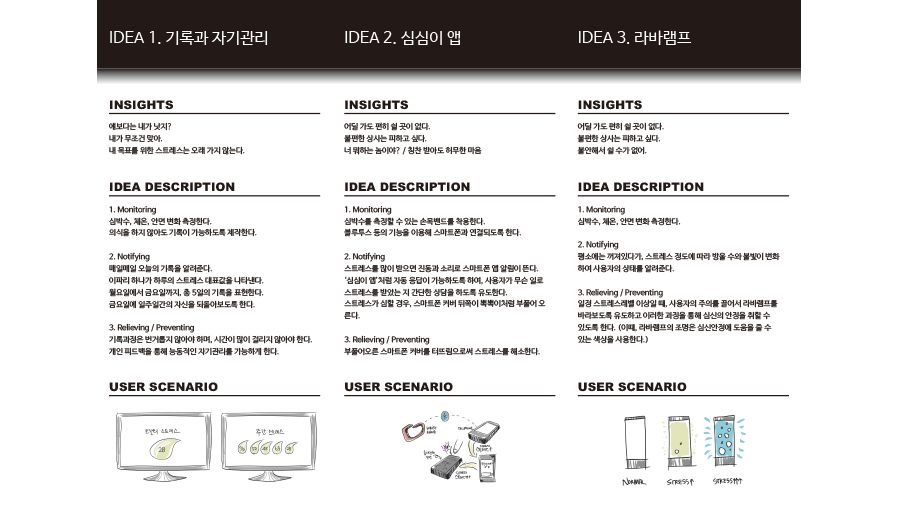 IDEA 1. 기록과 자기관리
INSIGHTS
얘보다는 내가 낫지?
내가 무조건 맞아.
내 목표를 위한 스트레스는 오래 가지 않는다.
IDEA DESCRIPTION
1. Monitoring
심박수, 체온, 안면 변화 측정한다.
의식을 하지 않아도 기록이 가능하도록 제작한다.
2. Notifying
매일매일 오늘의 기록을 알려준다.
이파리 하나가 하루의 스트레스 대표값을 나타낸다.
월요일에서 금요일까지, 총 5일의 기록을 표현한다.
금요일에 일주일간의 자신을 되돌아보도록 한다.
3. Relieving / Preventing
기록과정은 번거롭지 않아야 하며, 시간이 많이 걸리지 않아야 한다.
개인 피드백을 통해 능동적인 자기관리를 가능하게 한다.
USER SCENARIO
오늘의 스트레스
28
주간 스트레스
IDEA 2. 심심이 앱
INSIGHTS
어딜 가도 편히 쉴 곳이 없다.
불편한 상사는 피하고 싶다.
너 뭐하는 놈이야? / 칭찬 받아도 허무한 마음
IDEA DESCRIPTION
1. Monitoring
심박수를 측정할 수 있는 손목밴드를 착용한다.
블루투스 등의 기능을 이용해 스마트폰과 연결되도록 한다.
2. Notifying
스트레스를 많이 받으면 진동과 소리로 스마트폰 앱 알림이 뜬다.
'심심이 앱'처럼 자동 응답이 가능하도록 하여, 사용자가 무슨 일로
스트레스를 받았는 지 간단한 상담을 하도록 유도한다.
스트레스가 심할 경우, 스마트폰 커버 뒤쪽이 뽁뽁이처럼 부풀어 오
른다.
3. Relieving / Preventing
부풀어오른 스마트폰 커버를 터뜨림으로써 스트레스를 해소한다.
USER SCENARIO
IDEA 3. 라바램프
INSIGHTS
어딜 가도 편히 쉴 곳이 없다.
불편한 상사는 피하고 싶다.
불안해서 쉴 수가 없어.
IDEA DESCRIPTION
1. Monitoring
심박수, 체온, 안면 변화 측정한다.
2. Notifying
평소에는 꺼져있다가, 스트레스 정도에 따라 방울 수와 불빛이 변화
하여 사용자의 상태를 알려준다.
3. Relieving / Preventing
일정 스트레스레벨 이상일 때, 사용자의 주의를 끌어서 라바램프를
바라보도록 유도하고 이러한 과정을 통해 심신의 안정을 취할 수
있도록 한다. (이때, 라바램프의 조명은 심신안정에 도움을 줄 수
있는 색상을 사용한다.)
USER SCENARIO
NORMAL
STRESS↑
STRESS↑↑↑